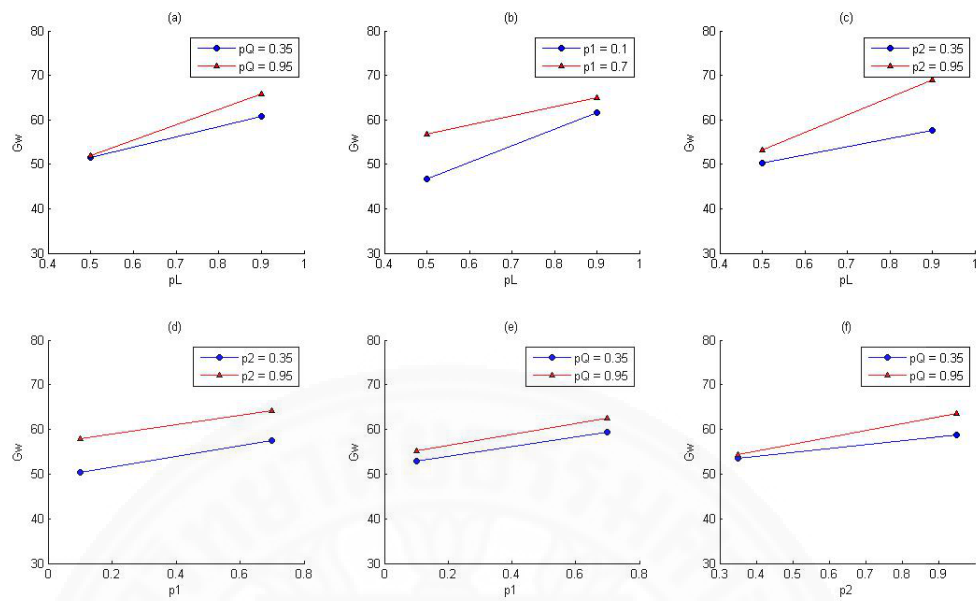 (a)
80
70
60
50
40
30
Gw
0.4 0.5 0.6 0.7 0.8 0.9 1
pL
pQ = 0.35
pQ = 0.95
(b)
80
70
60
50
40
30
Gw
0.4 0.5 0.6 0.7 0.8 0.9 1
pL
p1 = 0.1
p1 = 0.7
(c)
80
70
60
50
40
30
Gw
0.4 0.5 0.6 0.7 0.8 0.9 1
pL
p2 = 0.35
p2 = 0.95
(d)
80
70
60
50
40
30
Gw
0 0.2 0.4 0.6 0.8
p1
p2 = 0.35
p2 = 0.95
(e)
80
70
60
50
40
30
Gw
0 0.2 0.4 0.6 0.8
p1
pQ = 0.35
pQ = 0.95
(f)
80
70
60
50
40
30
Gw
0.3 0.4 0.5 0.6 0.7 0.8 0.9
p2
pQ = 0.35
pQ = 0.95